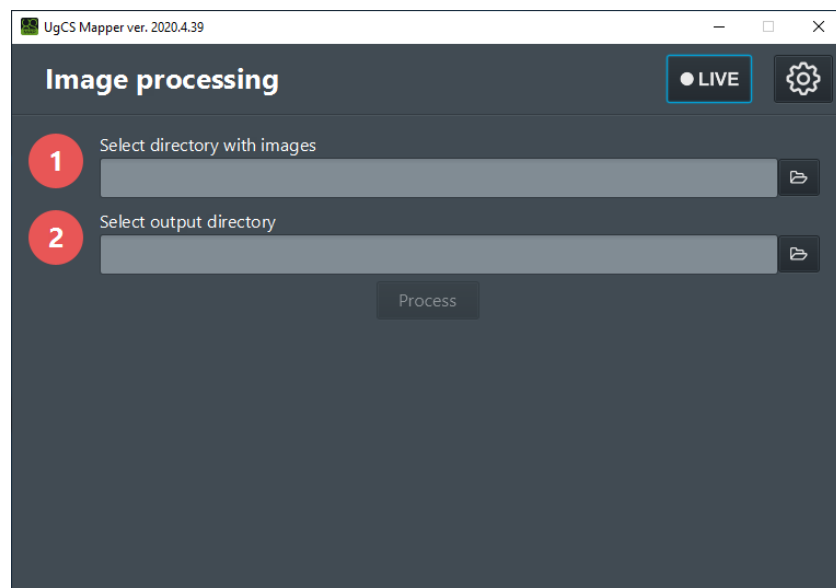 UgCS Mapper ver. 2020.4.39
Image processing
LIVE
1
Select directory with images
2
Select output directory
Process